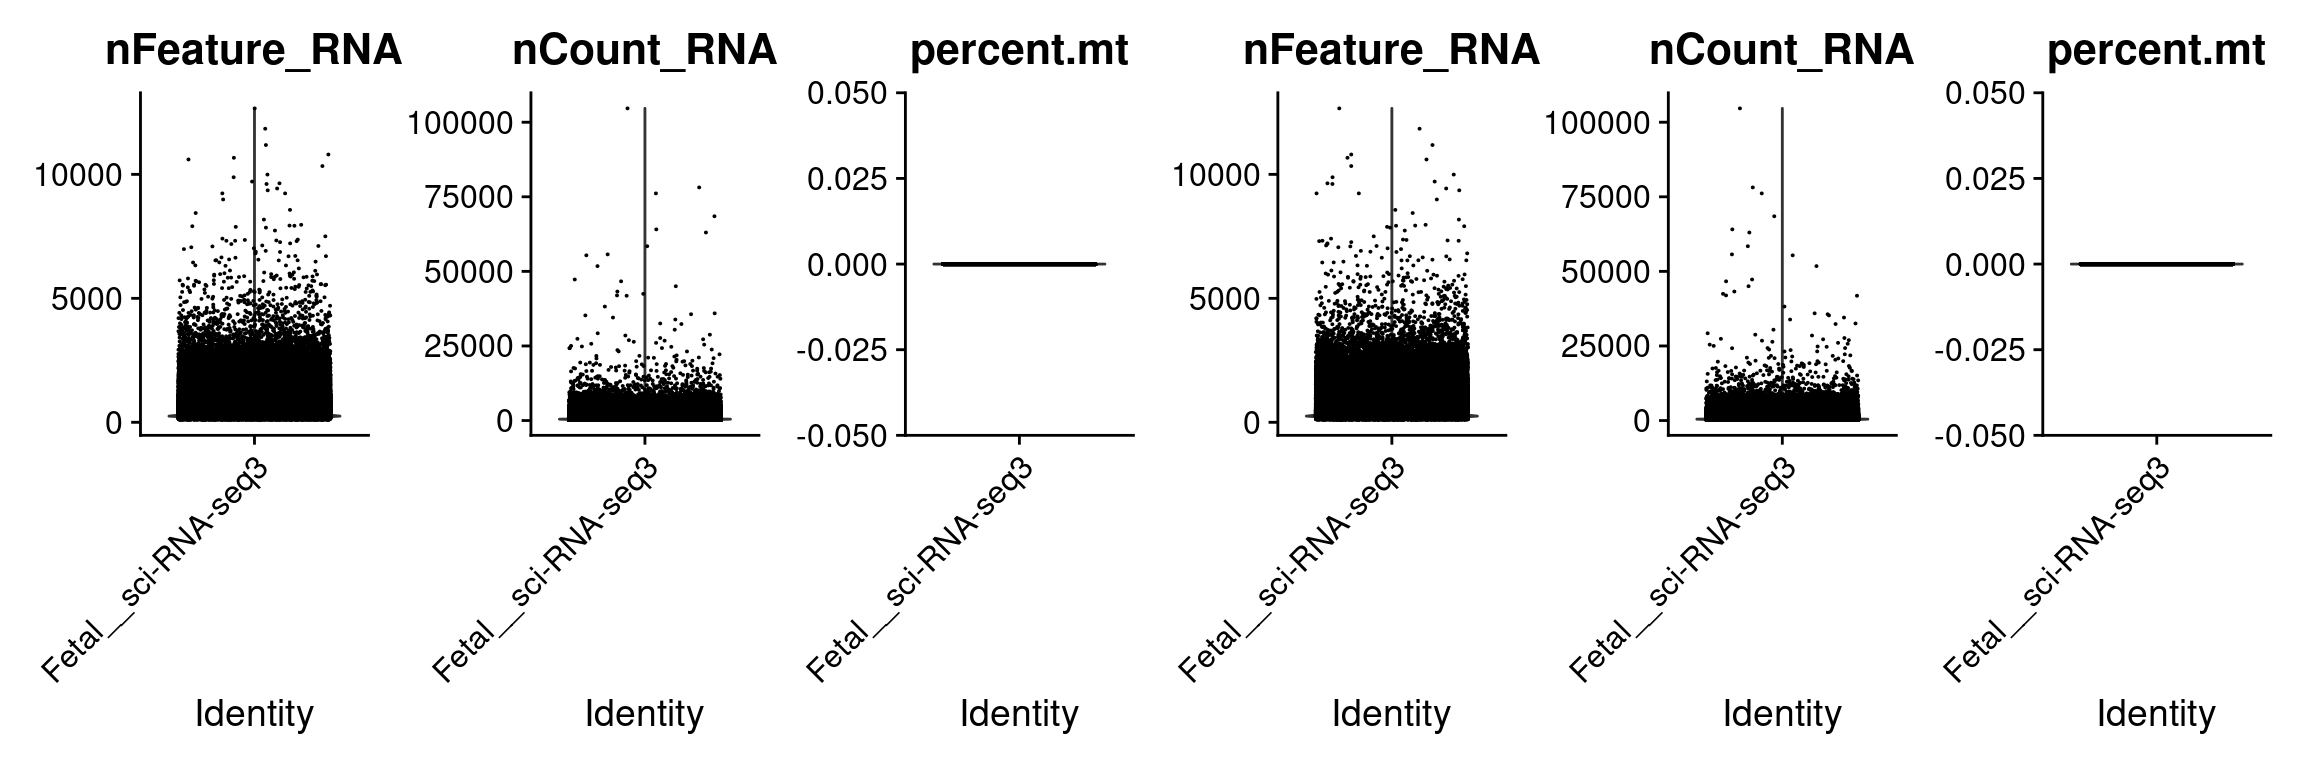 nFeature_RNA
10000
5000
0
Fetal__sci-RNA-seq3
Identity
nCount_RNA
100000
75000
50000
25000
0
Fetal__sci-RNA-seq3
Identity
percent.mt
0.050
0.025
0.000
-0.025
-0.050
Fetal__sci-RNA-seq3
Identity
nFeature_RNA
10000
5000
0
Fetal__sci-RNA-seq3
Identity
nCount_RNA
100000
75000
50000
25000
0
Fetal__sci-RNA-seq3
Identity
percent.mt
0.050
0.025
0.000
-0.025
-0.050
Fetal__sci-RNA-seq3
Identity